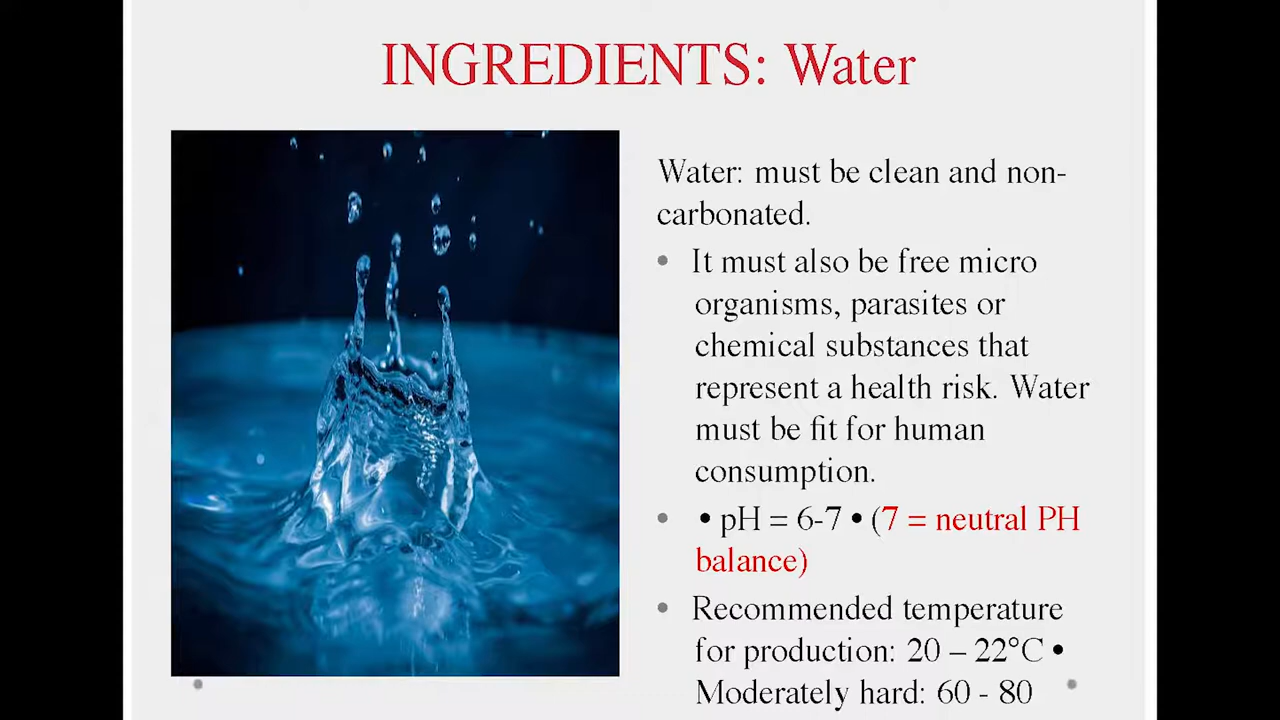 INGREDIENTS: Water
Water: must be clean and non-
carbonated.
• It must also be free micro
organisms, parasites or
chemical substances that
represent a health risk. Water
must be fit for human
consumption.
• • pH = 6-7 • (7 = neutral PH
balance)
• Recommended temperature
for production: 20 – 22°C •
Moderately hard: 60 - 80